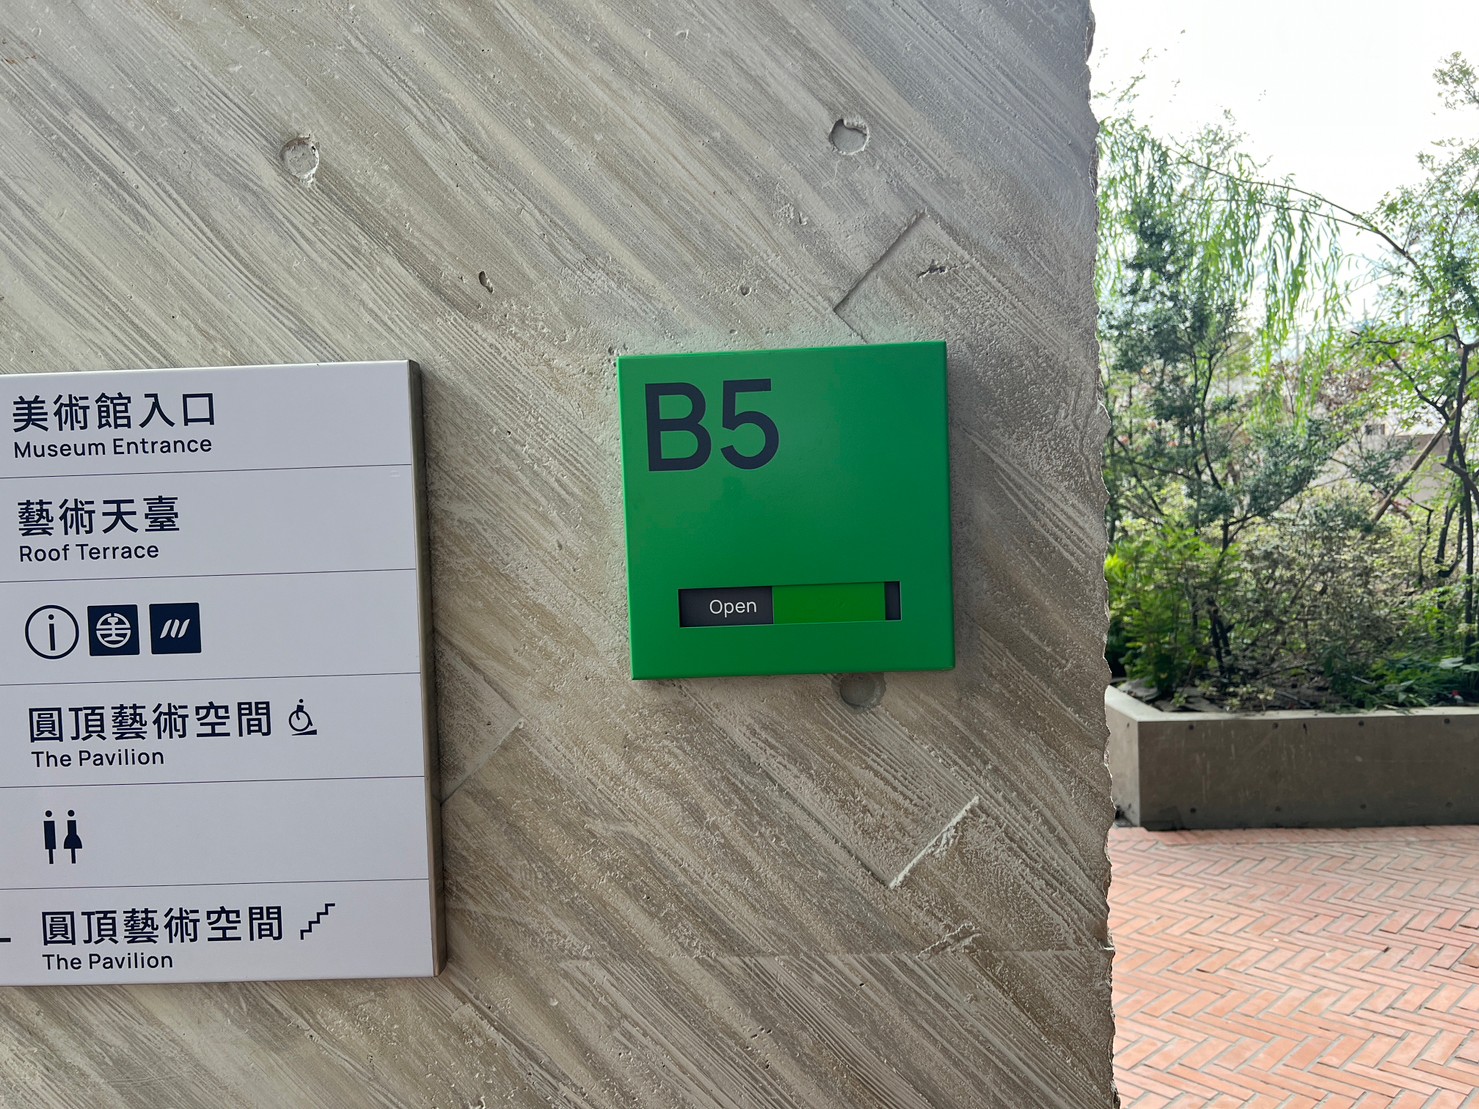 美術館入口
Museum Entrance
藝術天臺
Roof Terrace
i
圓頂藝術空間
The Pavilion
圓頂藝術空間
The Pavilion
B5
Open